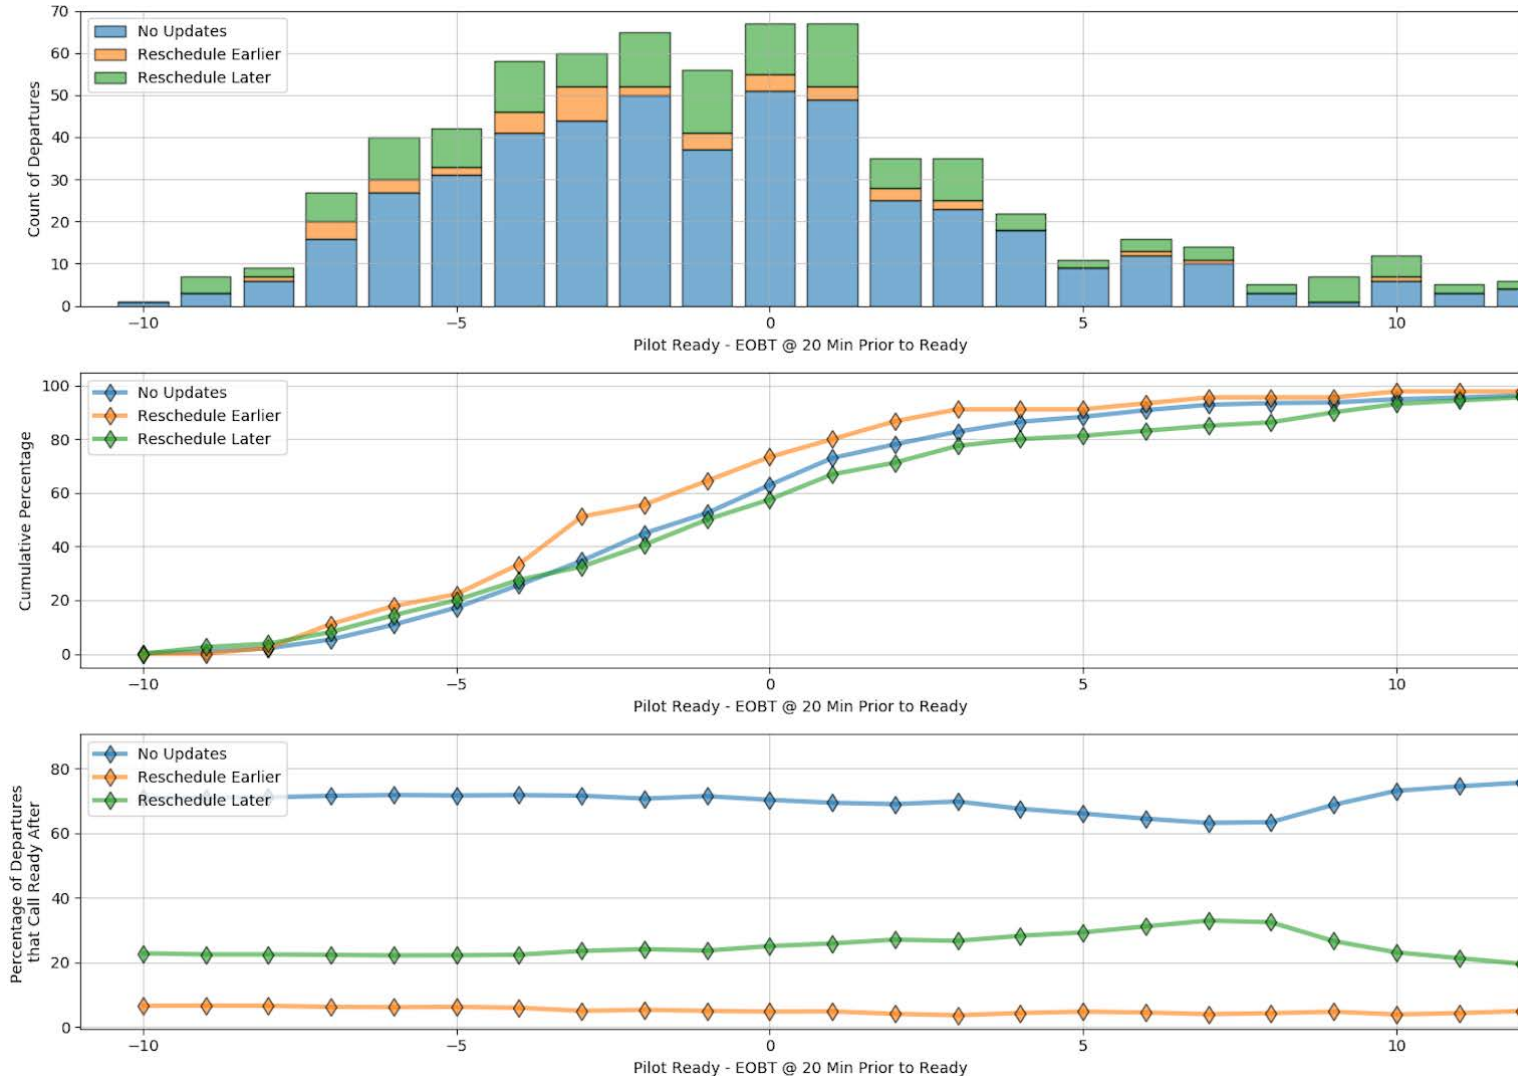 70
60
50
40
30
20
10
0
Count of Departures
No Updates
Reschedule Earlier
Reschedule Later
−10
−5
0
5
10
Pilot Ready - EOBT @ 20 Min Prior to Ready
100
80
60
40
20
0
Cumulative Percentage
No Updates
Reschedule Earlier
Reschedule Later
−10
−5
0
5
10
Pilot Ready - EOBT @ 20 Min Prior to Ready
80
60
40
20
0
Percentage of Departures
that Call Ready After
No Updates
Reschedule Earlier
Reschedule Later
−10
−5
0
5
10
Pilot Ready - EOBT @ 20 Min Prior to Ready